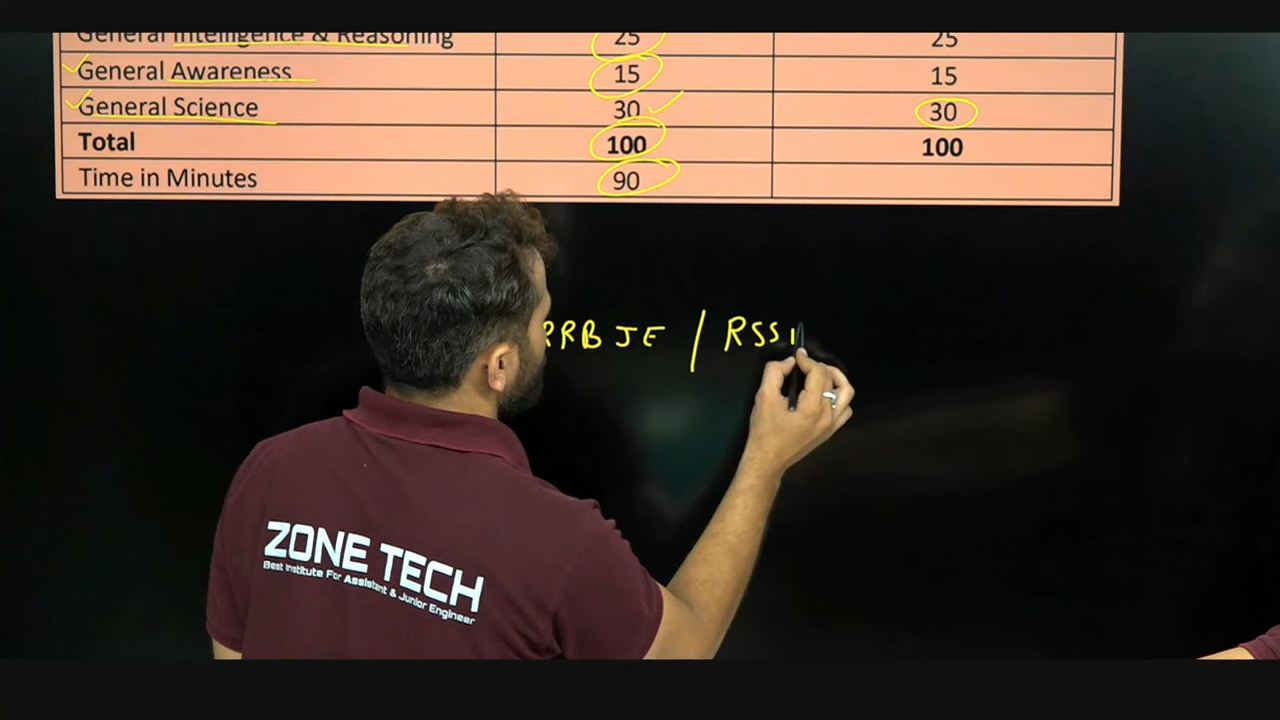 General Intelligence & Reasoning 25 25
General Awareness 15 15
General Science 30 30
Total 100 100
Time in Minutes 90
RRB JE / RSS
ZONE TECH
Best Institute For Assistant & Junior Engineer